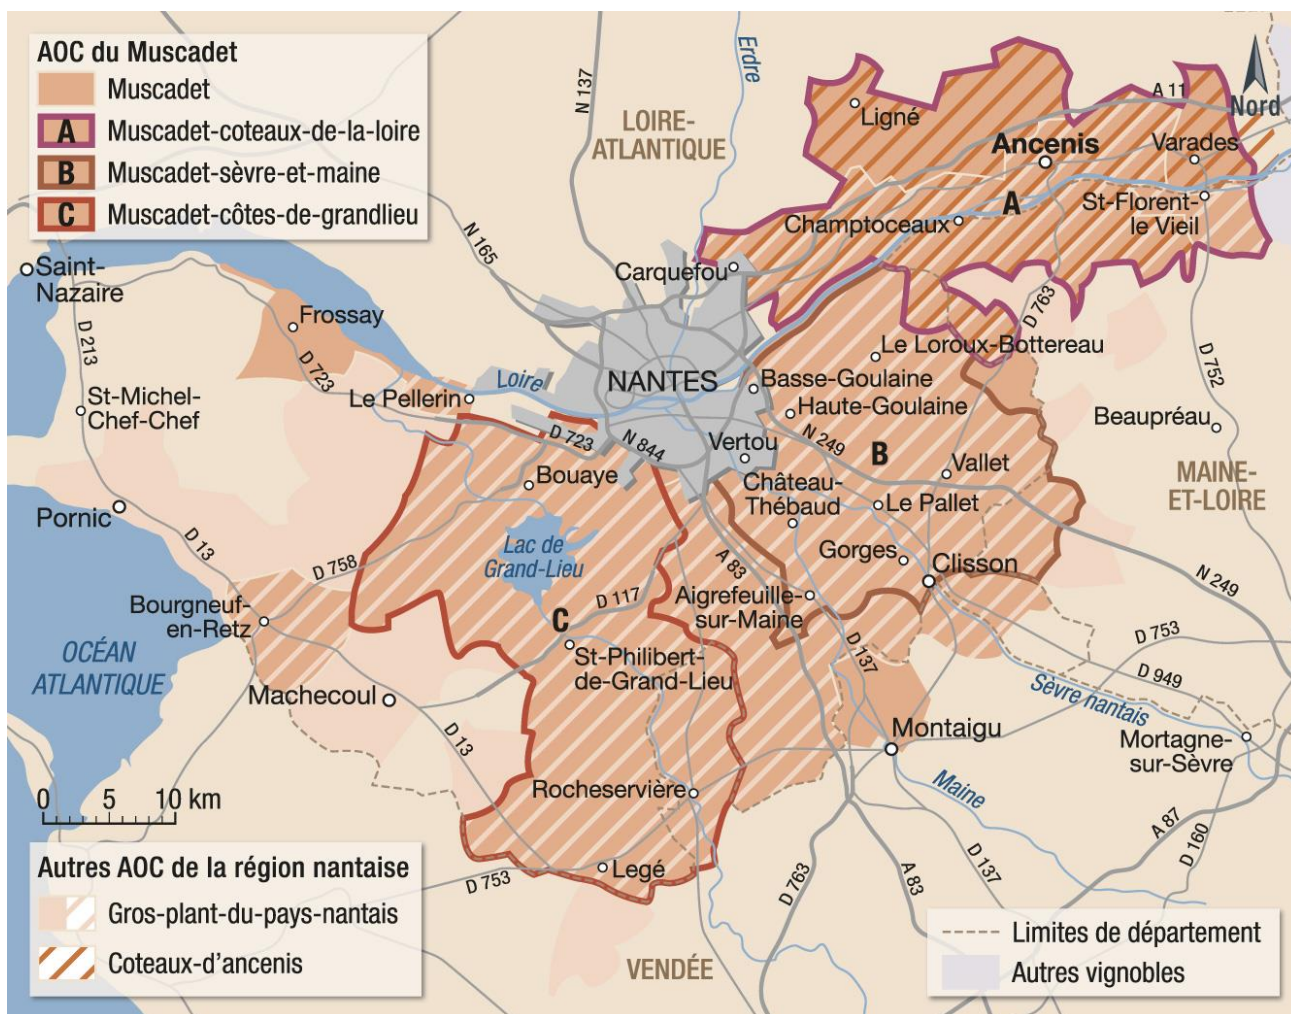 AOC du Muscadet
Muscadet
A Muscadet-coteaux-de-la-loire
B Muscadet-sèvre-et-maine
C Muscadet-côtes-de-grandlieu
N 137
Erdre
LOIRE-
ATLANTIQUE
Nord
A 11
Ligné
Ancenis
Varades
A
St-Florent-
le Vieil
Champtoceaux
N 165
Carquefou
Saint-
Nazaire
D 213
Frossay
D 723
D 763
Le Loroux-Bottereau
D 752
Loire
NANTES
Basse-Goulaine
Le Pellerin
St-Michel-
Chef-Chef
Haute-Goulaine
Beaupréau
D 723
N 844
Vertou
N 249
B
Vallet
MAINE-
ET-LOIRE
Bouaye
Château-
Thébaud
Le Pallet
Pornic
D 13
Lac de
Grand-Lieu
A 83
Gorges
Clisson
D 758
N 249
Bourgneuf-
en-Retz
D 117
Aigrefeuille-
sur-Maine
C
D 137
D 753
OCÉAN
ATLANTIQUE
St-Philibert-
de-Grand-Lieu
D 949
Sèvre nantais
Machecoul
D 13
Montaigu
Mortagne-
sur-Sèvre
Maine
Rocheservière
0 5 10 km
A 87
D 160
D 753
Legé
D 763
A 83
D 137
VENDÉE
Autres AOC de la région nantaise
Gros-plant-du-pays-nantais
Coteaux-d'ancenis
Limites de département
Autres vignobles